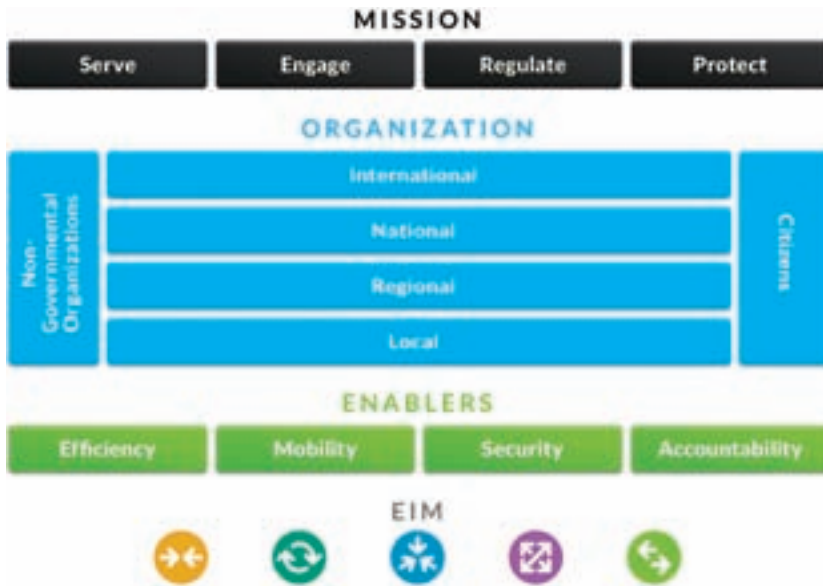 MISSION
Serve
Engage
Regulate
Protect
ORGANIZATION
Non-
Governmental
Organizations
International
National
Regional
Local
Citizens
ENABLERS
Efficiency
Mobility
Security
Accountability
EIM